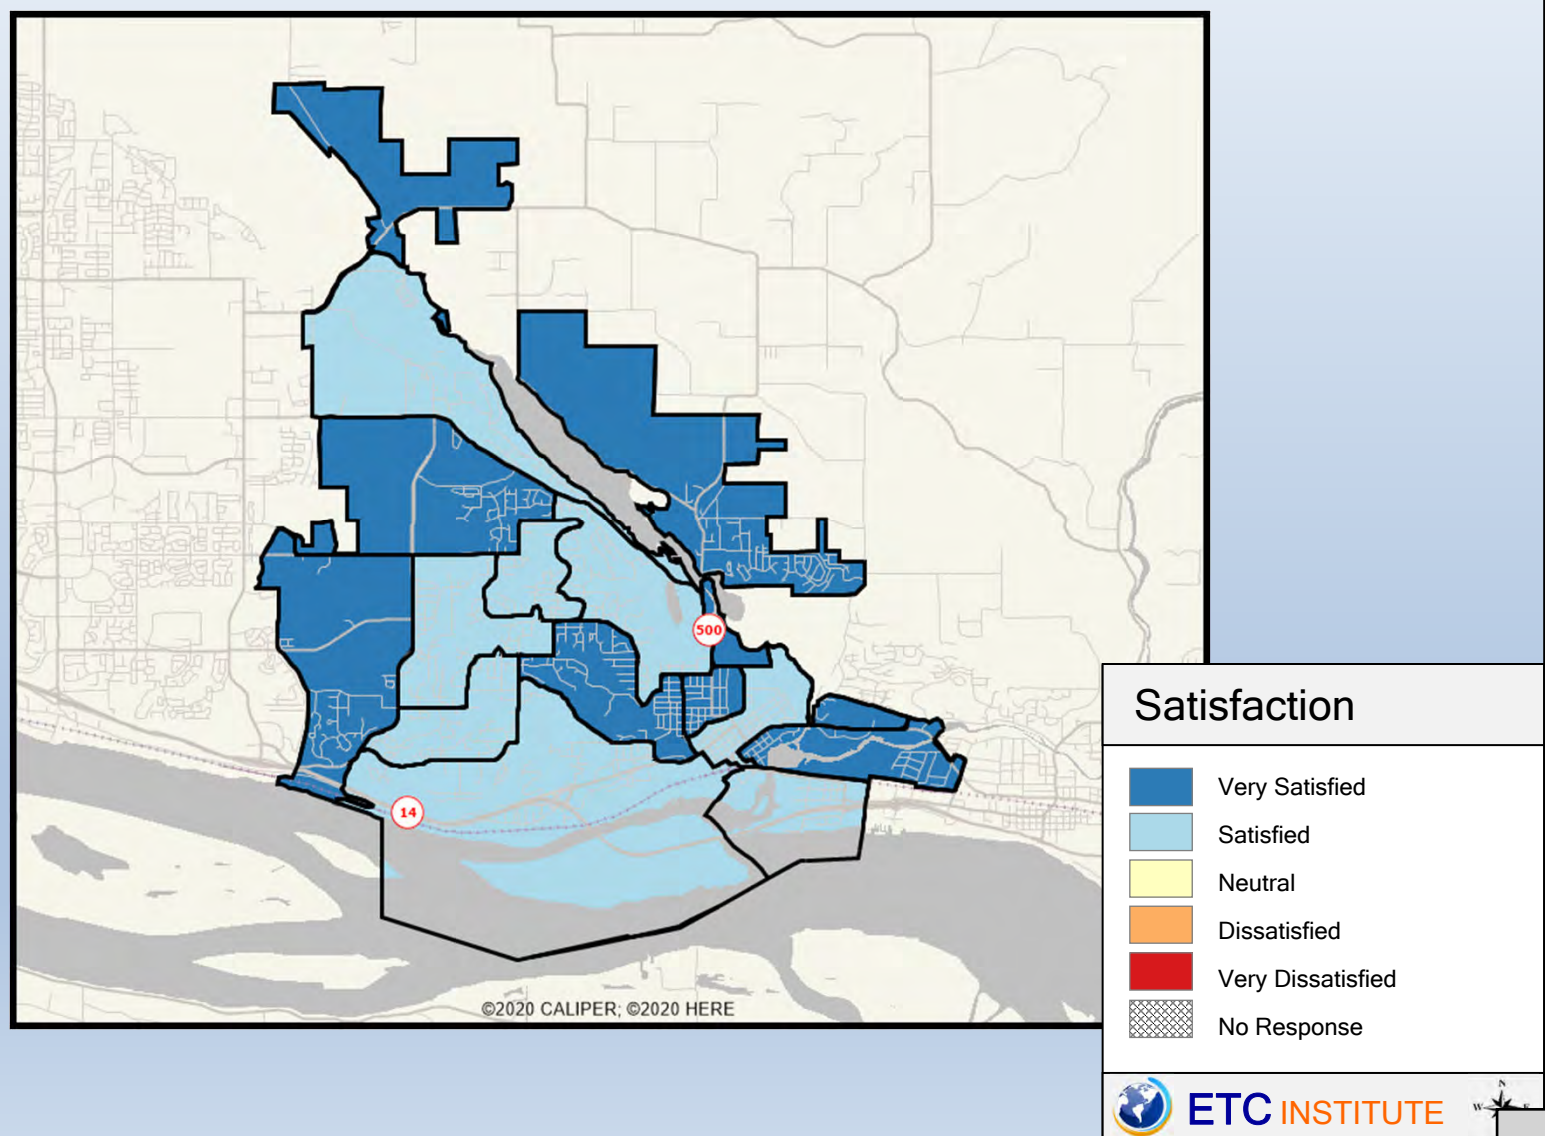 500
14
©2020 CALIPER; ©2020 HERE
Satisfaction
Very Satisfied
Satisfied
Neutral
Dissatisfied
Very Dissatisfied
No Response
ETC INSTITUTE
N
W
E